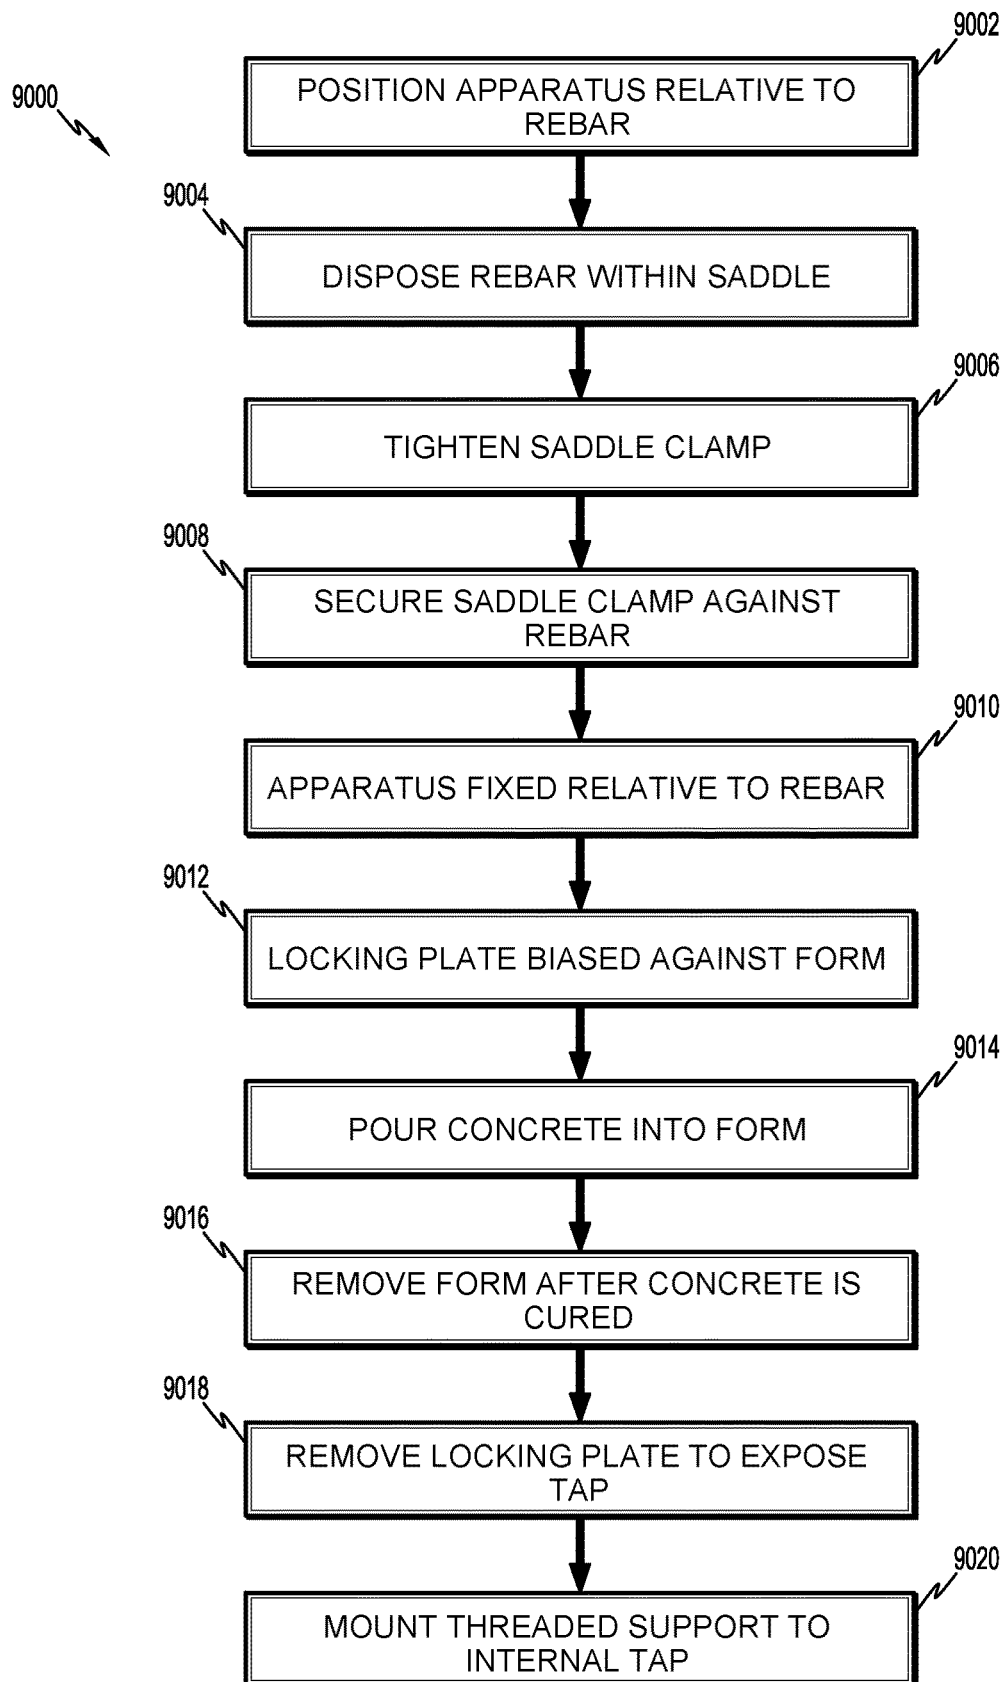 9000
9002
POSITION APPARATUS RELATIVE TO
REBAR
9004
DISPOSE REBAR WITHIN SADDLE
9006
TIGHTEN SADDLE CLAMP
9008
SECURE SADDLE CLAMP AGAINST
REBAR
9010
APPARATUS FIXED RELATIVE TO REBAR
9012
LOCKING PLATE BIASED AGAINST FORM
9014
POUR CONCRETE INTO FORM
9016
REMOVE FORM AFTER CONCRETE IS
CURED
9018
REMOVE LOCKING PLATE TO EXPOSE
TAP
9020
MOUNT THREADED SUPPORT TO
INTERNAL TAP